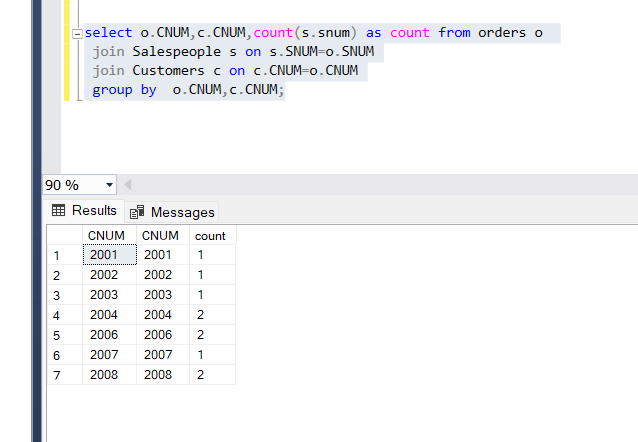 select o.CNUM,c.CNUM,count(s.snum) as count from orders o
join Salespeople s on s.SNUM=o.SNUM
join Customers c on c.CNUM=o.CNUM
group by  o.CNUM,c.CNUM;
90 %
Results Messages
CNUM CNUM count
1 2001 2001 1
2 2002 2002 1
3 2003 2003 1
4 2004 2004 2
5 2006 2006 2
6 2007 2007 1
7 2008 2008 2